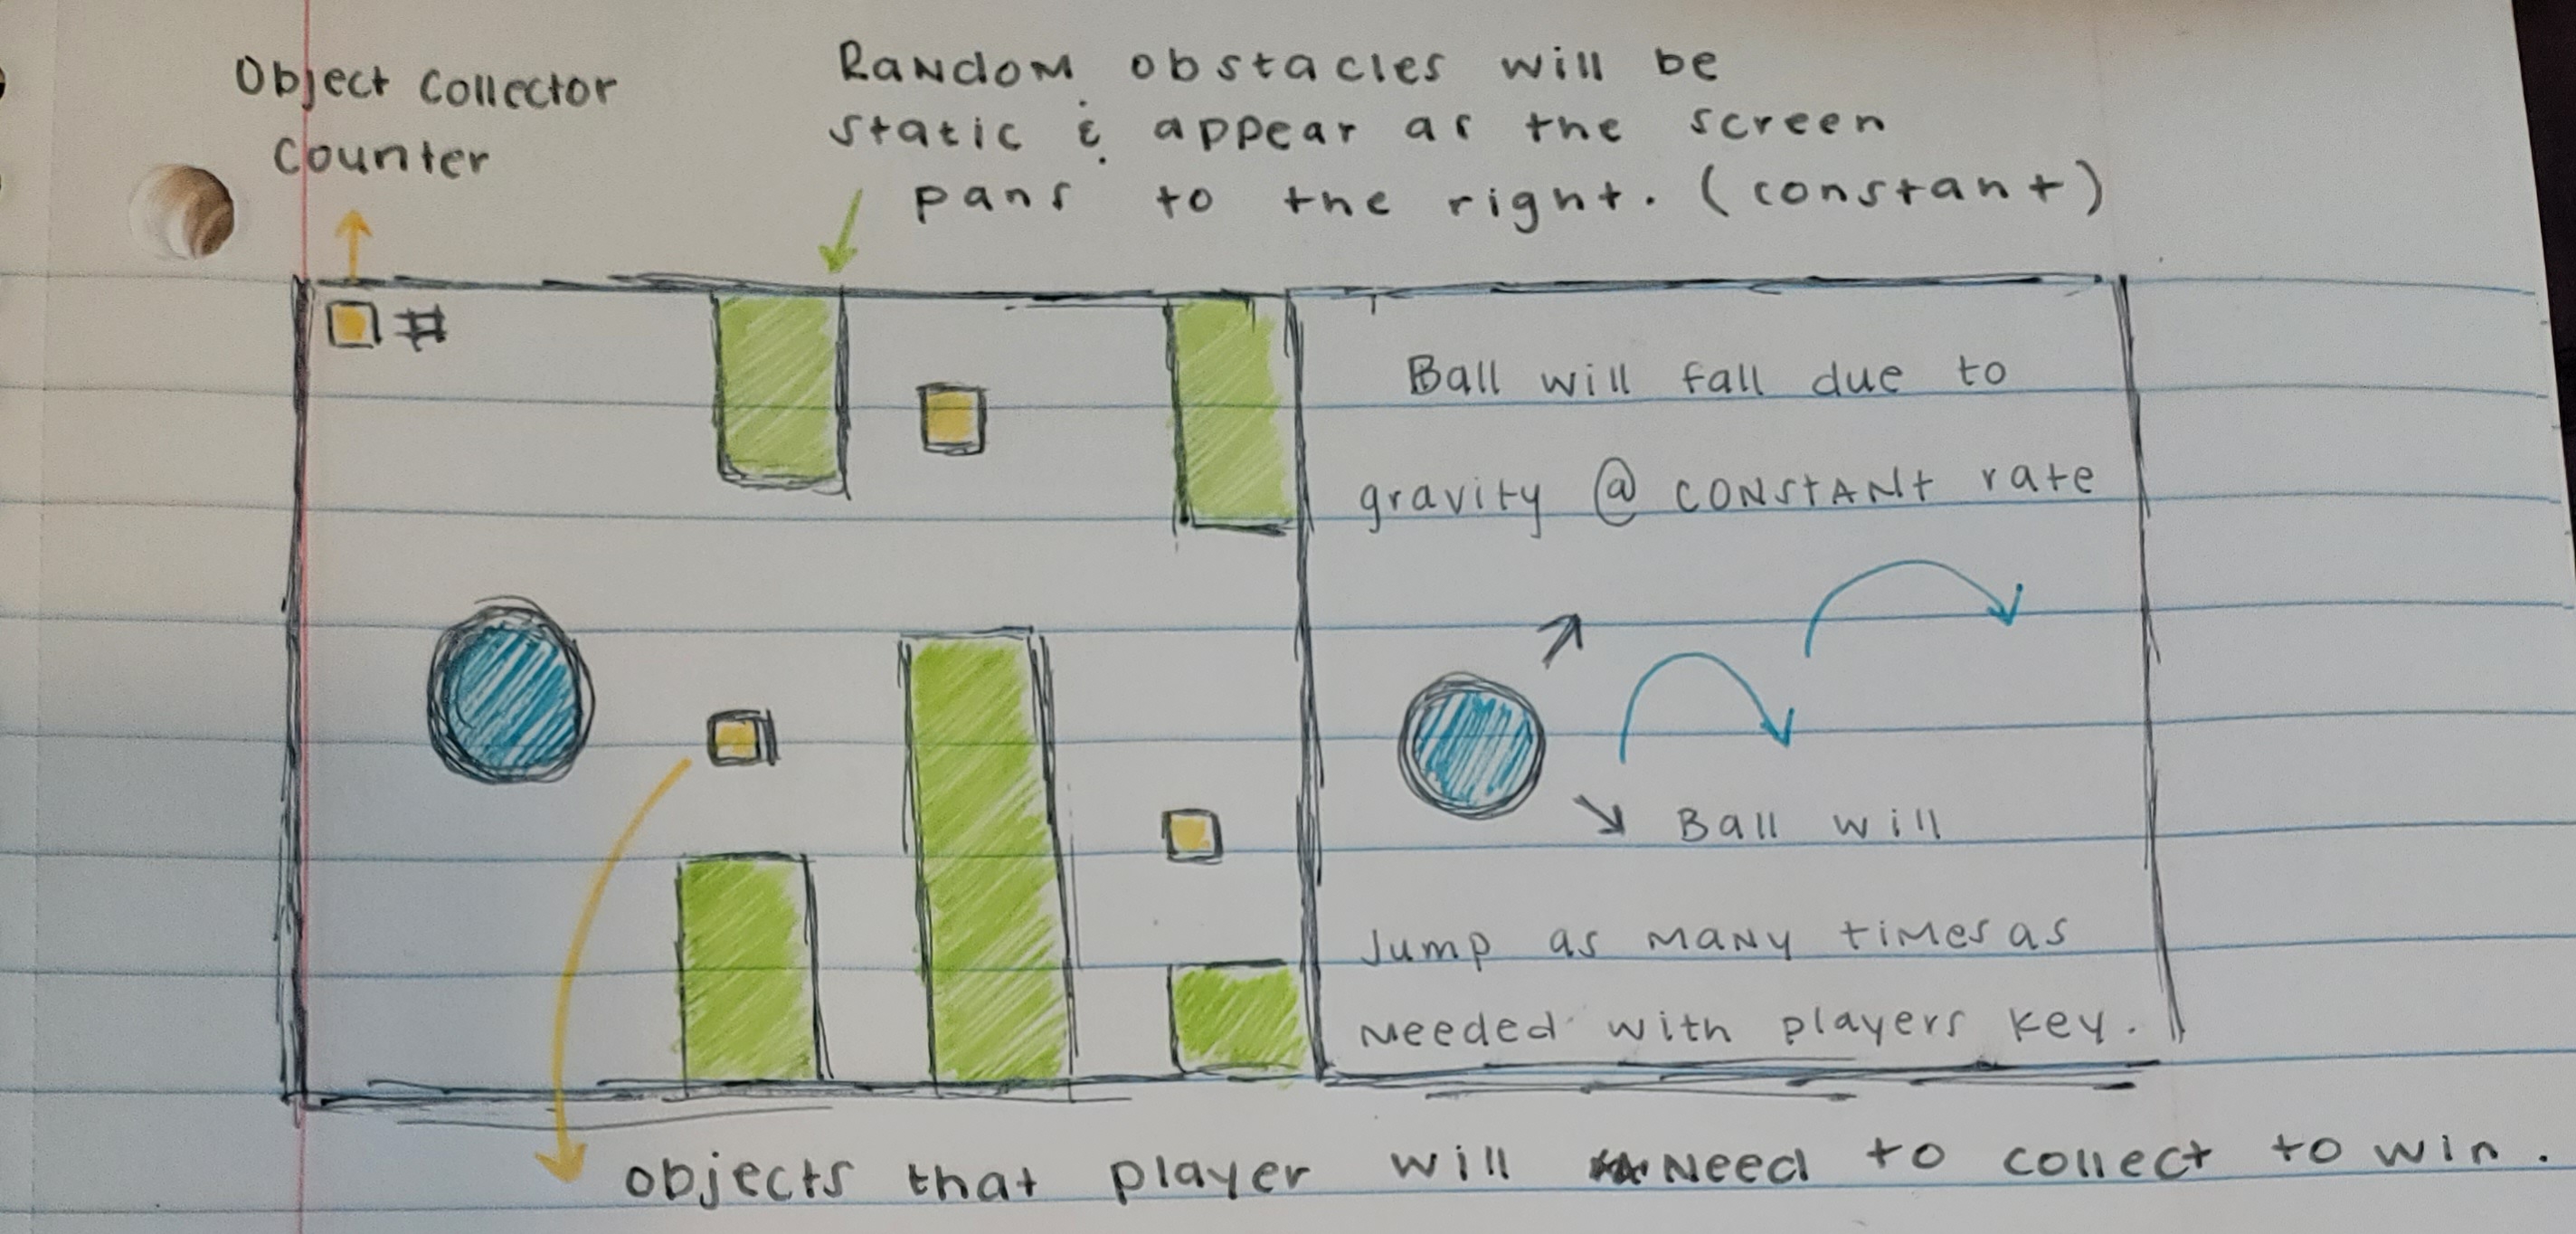 Object Collector
Counter
Random obstacles will be
static & appear as the screen
pans to the right. (constant)
#
Ball will fall due to
gravity @ constant rate
Ball will
Jump as many times as
needed with players key.
objects that player will need to collect to win.